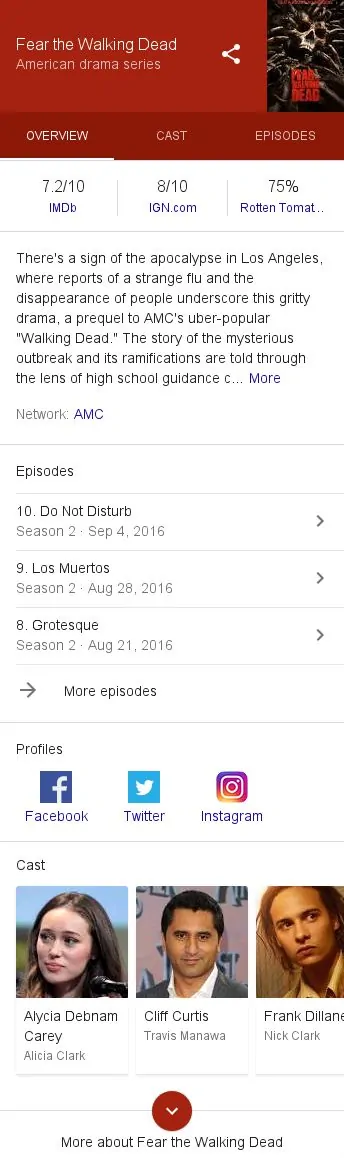 Fear the Walking Dead
American drama series
FEAR
THE WALKING
DEAD
OVERVIEW
CAST
EPISODES
7.2/10
IMDb
8/10
IGN.com
75%
Rotten Tomat...
There's a sign of the apocalypse in Los Angeles,
where reports of a strange flu and the
disappearance of people underscore this gritty
drama, a prequel to AMC's uber-popular
"Walking Dead." The story of the mysterious
outbreak and its ramifications are told through
the lens of high school guidance c... More
Network: AMC
Episodes
10. Do Not Disturb
Season 2 · Sep 4, 2016
9. Los Muertos
Season 2 · Aug 28, 2016
8. Grotesque
Season 2 · Aug 21, 2016
More episodes
Profiles
Facebook
Twitter
Instagram
Cast
Alycia Debnam
Carey
Alicia Clark
Cliff Curtis
Travis Manawa
Frank Dillane
Nick Clark
More about Fear the Walking Dead